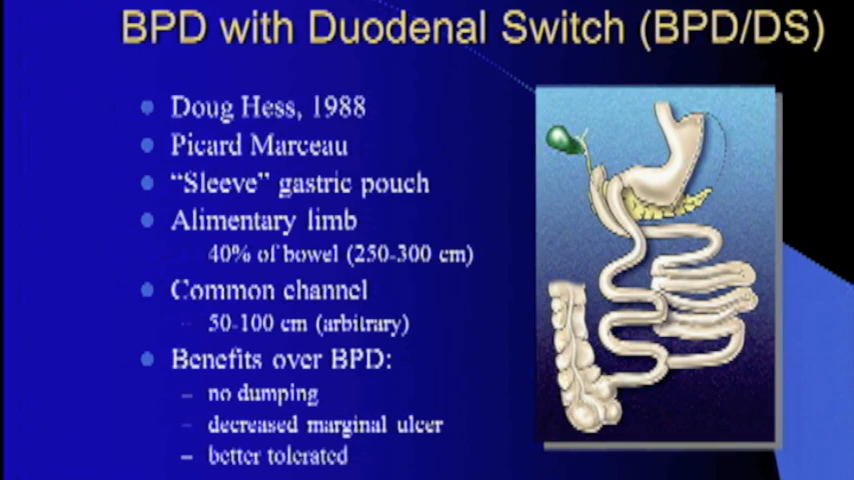 BPD with Duodenal Switch (BPD/DS)
Doug Hess, 1988
Picard Marceau
“Sleeve” gastric pouch
Alimentary limb
40% of bowel (250-300 cm)
Common channel
- 50-100 cm (arbitrary)
Benefits over BPD:
– no dumping
- decreased marginal ulcer
– better tolerated